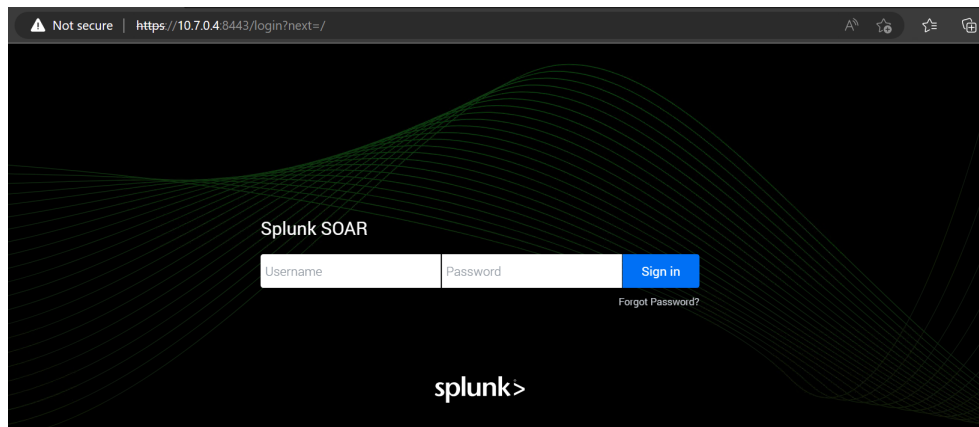 Not secure | https://10.7.0.4:8443/login?next=/
Splunk SOAR
Username Password Sign in
Forgot Password?
splunk>